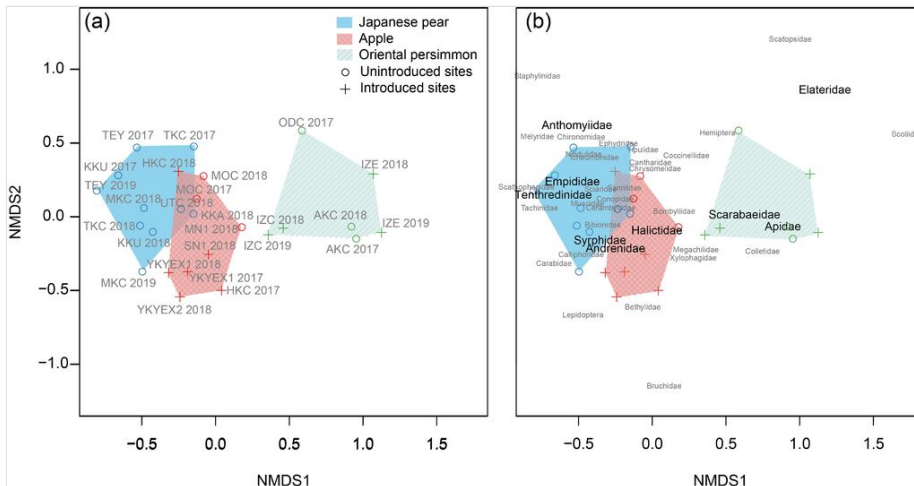 (a)
Japanese pear
Apple
Oriental persimmon
Unintroduced sites
Introduced sites
TEY 2017
TKC 2017
ODC 2017
KKU 2017
HKC 2018
IZE 2018
TEY 2019
MOC 2018
MKC 2018
MOC 2017
UTC 2018
TKC 2018
KKA 2018
IZC 2018
AKC 2018
IZE 2019
KKU 2018
MN1 2018
SN1 2018
IZC 2019
AKC 2017
YKYEX1 2018
MKC 2019
YKYEX1 2017
HKC 2017
YKYEX2 2018
NMDS2
1.0
0.5
0.0
−0.5
−1.0
−0.5
0.0
0.5
1.0
1.5
NMDS1
(b)
Scatopsidae
Staphylinidae
Elateridae
Anthomyiidae
Melyridae
Chironomidae
Ephydridae
Hemiptera
Ichneumonidae
Cantharidae
Coccinellidae
Chrysomelidae
Empididae
Tenthredinidae
Tachinidae
Bombyliidae
Scarabaeidae
Halictidae
Apidae
Bibionidae
Syrphidae
Andrenidae
Colletidae
Megachilidae
Xylophagidae
Calliphoridae
Carabidae
Lepidoptera
Bethylidae
Bruchidae
−0.5
0.0
0.5
1.0
1.5
NMDS1